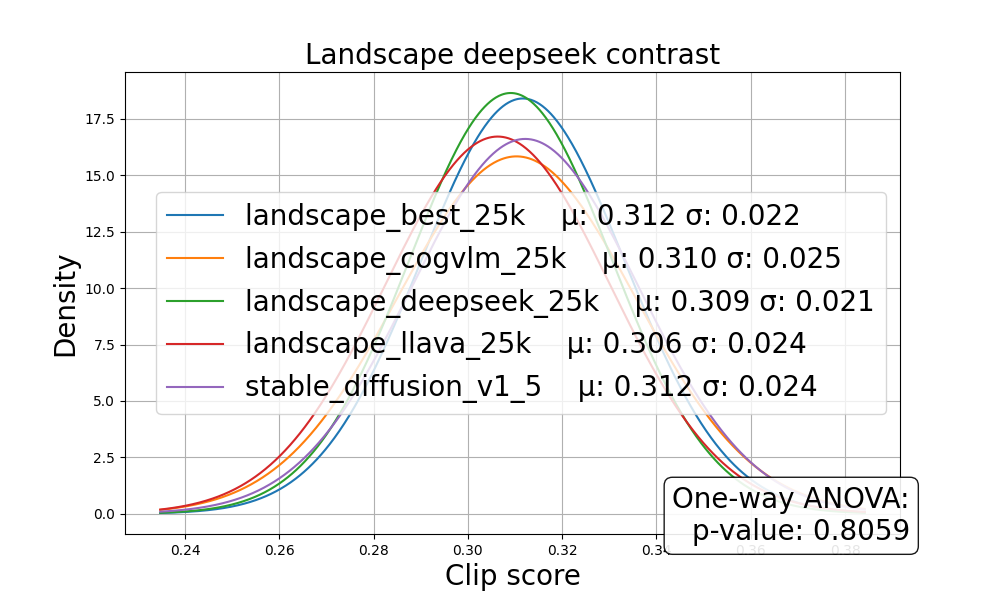 Landscape deepseek contrast
Density
17.5
15.0
12.5
10.0
7.5
5.0
2.5
0.0
landscape_best_25k μ: 0.312 σ: 0.022
landscape_cogvlm_25k μ: 0.310 σ: 0.025
landscape_deepseek_25k μ: 0.309 σ: 0.021
landscape_llava_25k μ: 0.306 σ: 0.024
stable_diffusion_v1_5 μ: 0.312 σ: 0.024
One-way ANOVA:
p-value: 0.8059
0.24 0.26 0.28 0.30 0.32 0.34 0.36 0.38
Clip score